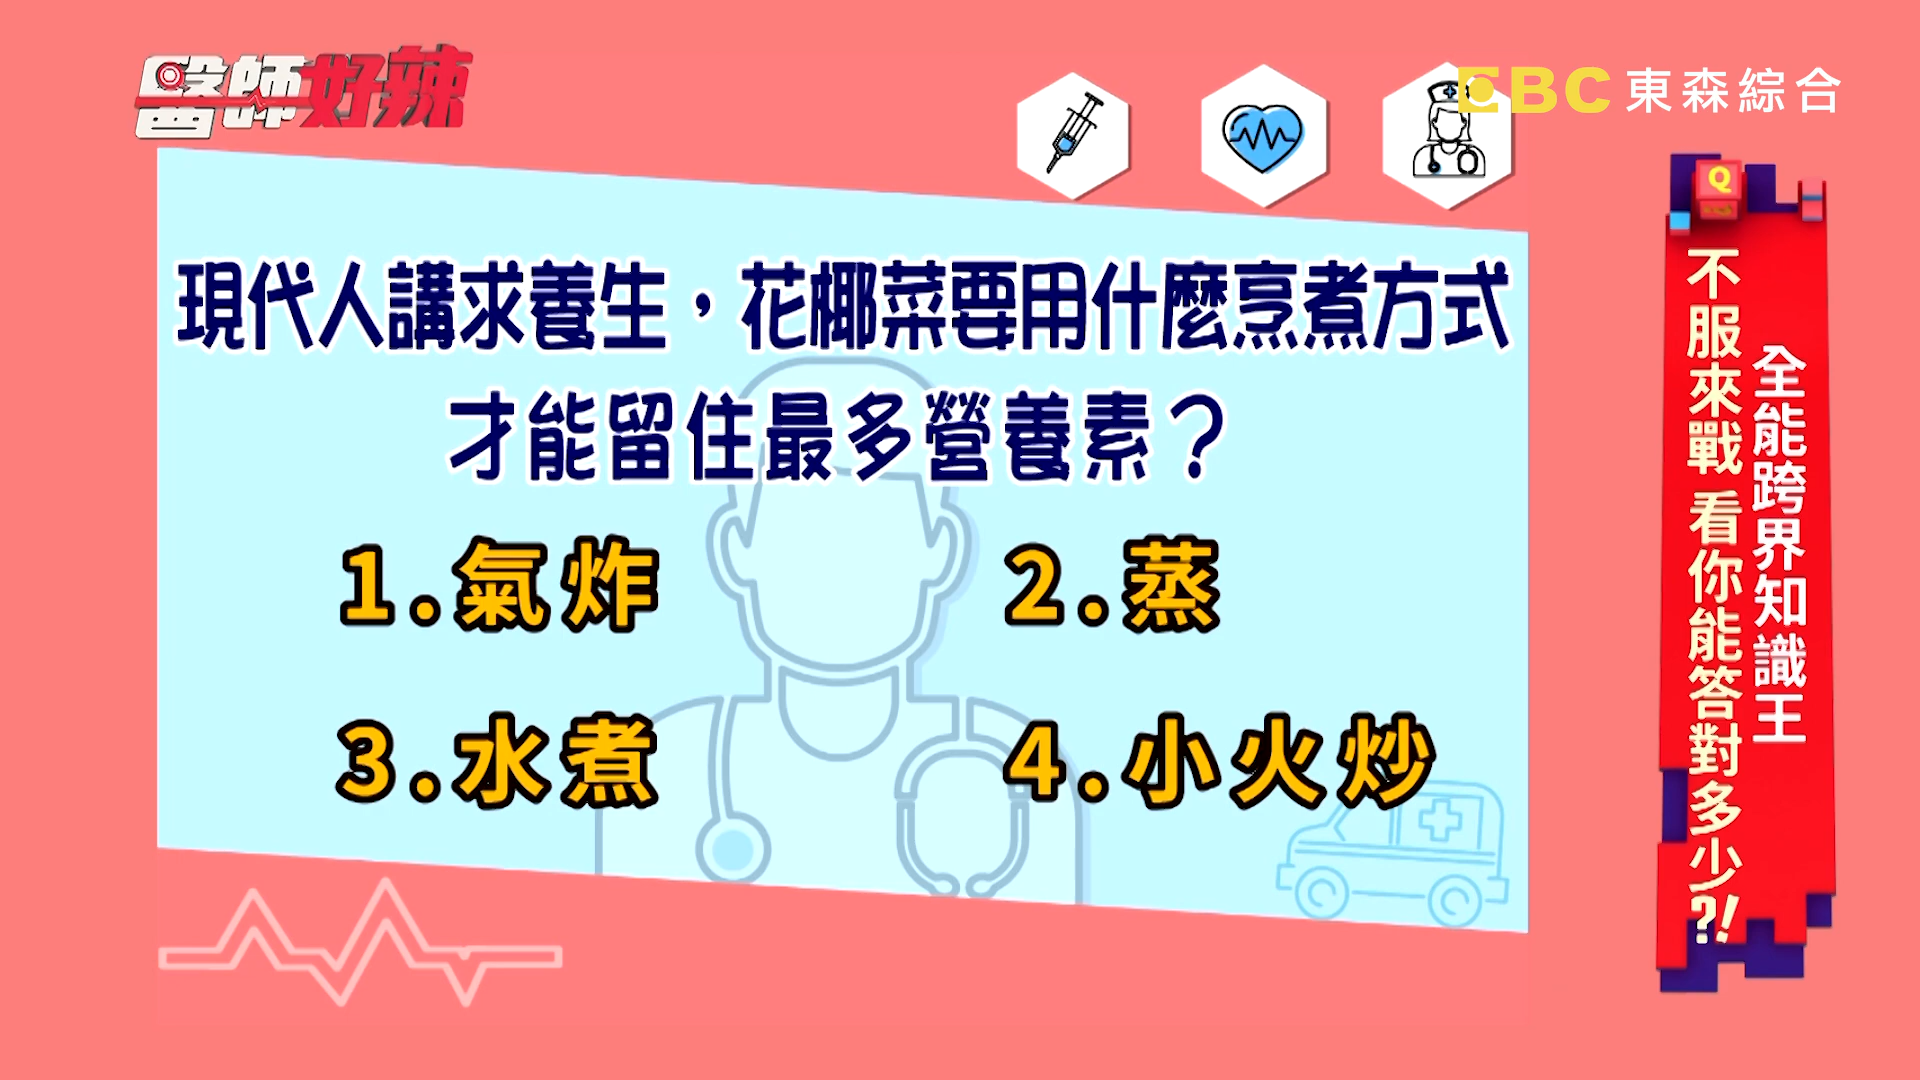 醫師好辣
EBC 東森綜合
現代人講求養生，花椰菜要用什麼烹煮方式
才能留住最多營養素？
1.氣炸
2.蒸
3.水煮
4.小火炒
Q
全能跨界知識王
不服來戰 看你能答對多少?!